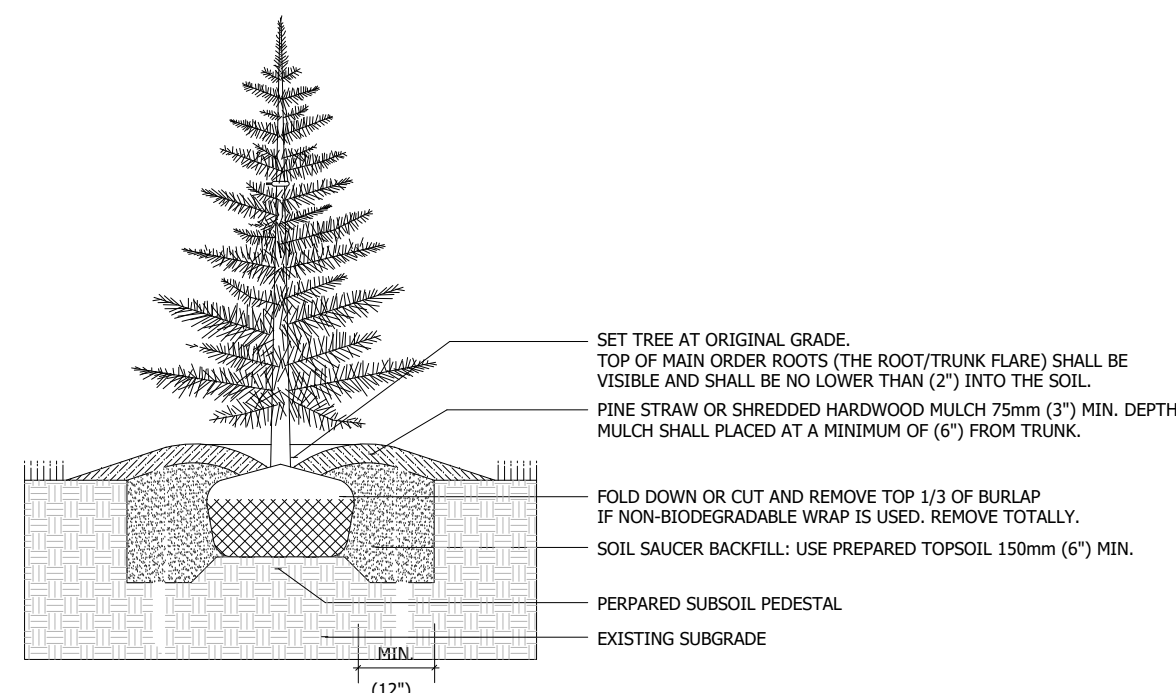 SET TREE AT ORIGINAL GRADE.
TOP OF MAIN ORDER ROOTS (THE ROOT/TRUNK FLARE) SHALL BE
VISIBLE AND SHALL BE NO LOWER THAN (2") INTO THE SOIL.
PINE STRAW OR SHREDDED HARDWOOD MULCH 75mm (3") MIN. DEPTH
MULCH SHALL PLACED AT A MINIMUM OF (6") FROM TRUNK.
FOLD DOWN OR CUT AND REMOVE TOP 1/3 OF BURLAP
IF NON-BIODEGRADABLE WRAP IS USED. REMOVE TOTALLY.
SOIL SAUCER BACKFILL: USE PREPARED TOPSOIL 150mm (6") MIN.
PERPARED SUBSOIL PEDESTAL
EXISTING SUBGRADE
MIN.
(12")